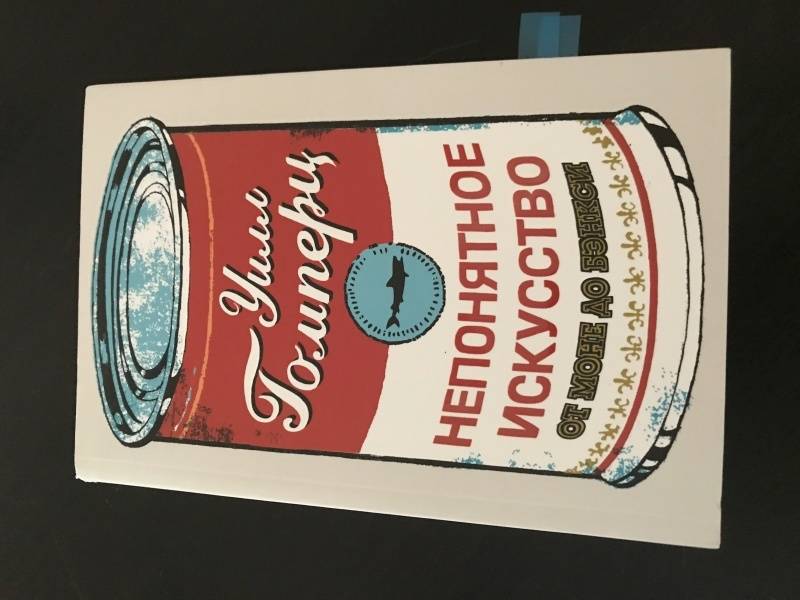 Уилл
Гомперц
НЕПОНЯТНОЕ
ИСКУССТВО
ОТ МОНЕ ДО БЭНКСИ